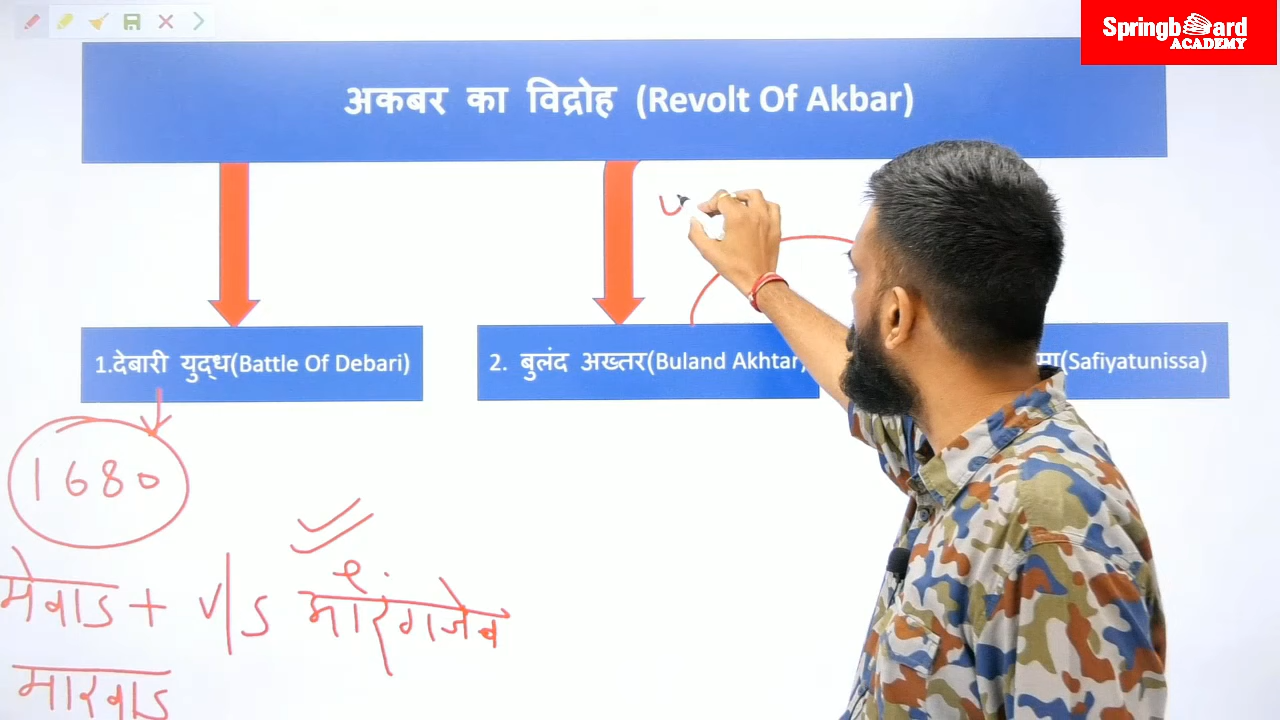 Springboard
ACADEMY
अकबर का विद्रोह (Revolt Of Akbar)
1.देबारी युद्ध(Battle Of Debari)
2. बुलंद अख्तर(Buland Akhtar)
(Safiyatunissa)
1680
मेवाड + v/s औरंगजेब
मारवाड